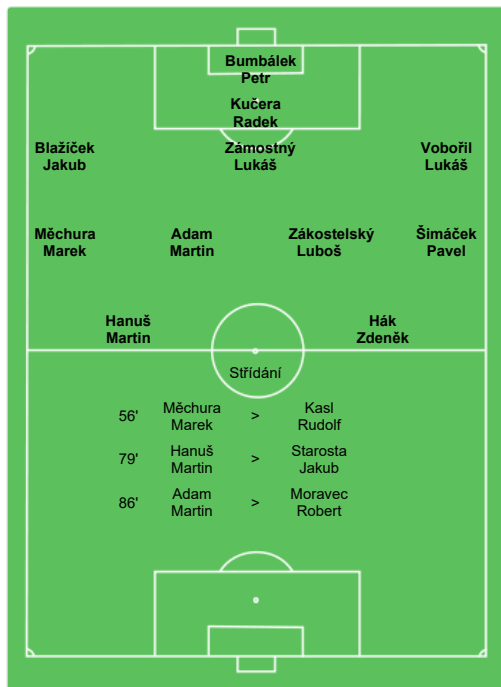 Bumbálek
Petr
Kučera
Radek
Blažíček
Jakub
Zámostný
Lukáš
Vobořil
Lukáš
Měchura
Marek
Adam
Martin
Zákostelský
Luboš
Šimáček
Pavel
Hanuš
Martin
Hák
Zdeněk
Střídání
56' Měchura Marek > Kasl Rudolf
79' Hanuš Martin > Starosta Jakub
86' Adam Martin > Moravec Robert